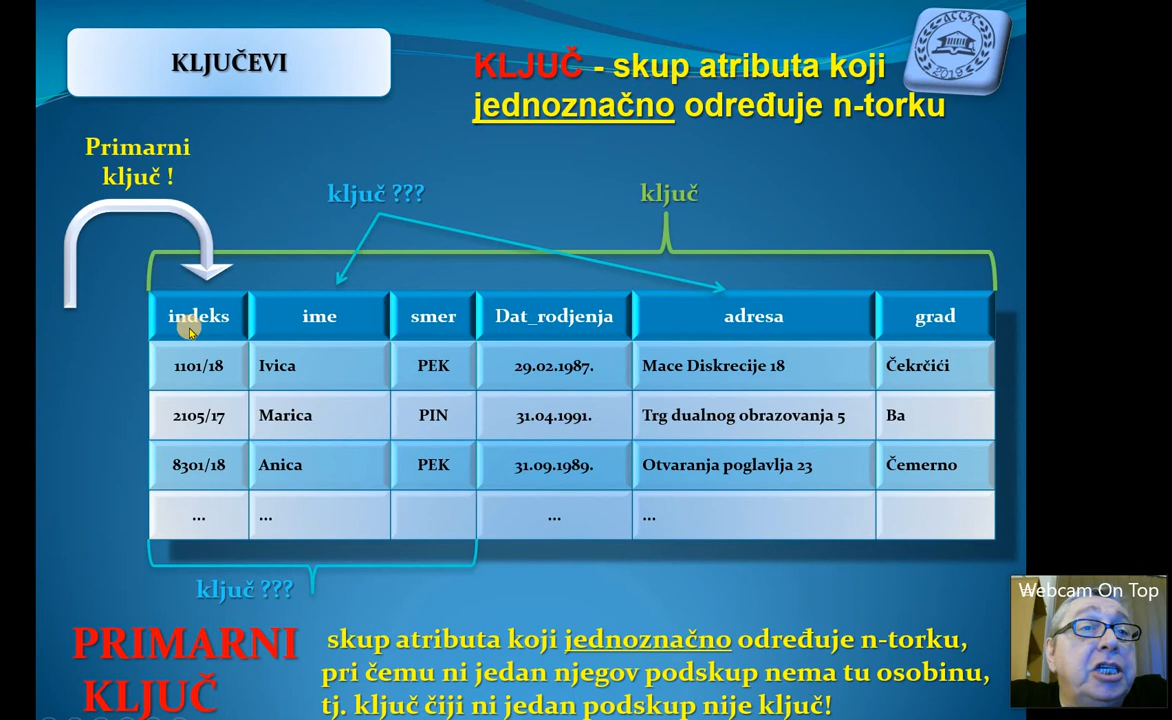 KLJUČEVI
KLJUČ - skup atributa koji
jednoznačno određuje n-torku
ACC3C
2019
Primarni
ključ !
ključ ???
ključ
indeks ime smer Dat_rodjenja adresa grad
1101/18 Ivica PEK 29.02.1987. Mace Diskrecije 18 Čekrčići
2105/17 Marica PIN 31.04.1991. Trg dualnog obrazovanja 5 Ba
8301/18 Anica PEK 31.09.1989. Otvaranja poglavlja 23 Čemerno
... ... ... ...
ključ ???
Webcam On Top
PRIMARNI
KLJUČ
skup atributa koji jednoznačno određuje n-torku,
pri čemu ni jedan njegov podskup nema tu osobinu,
tj. ključ čiji ni jedan podskup nije ključ!